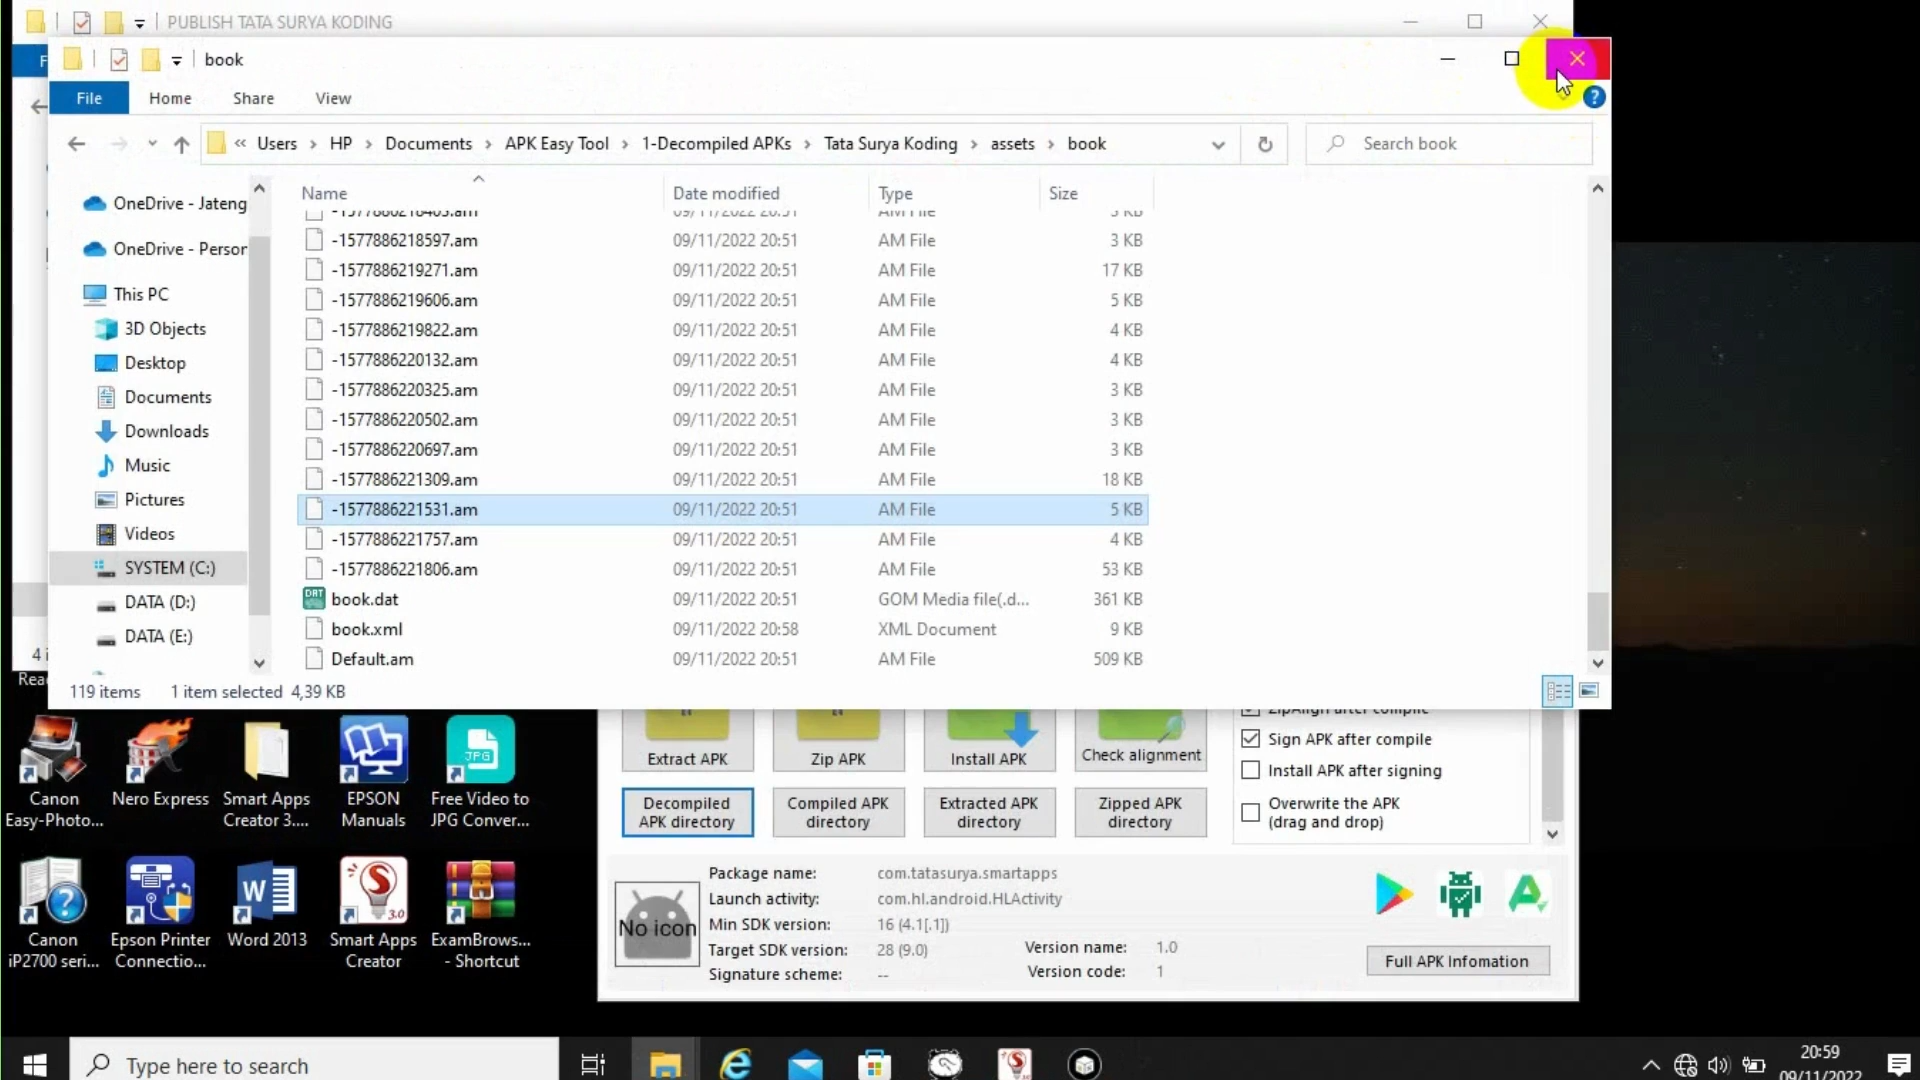 PUBLISH TATA SURYA KODING
book
File Home Share View
« Users › HP › Documents › APK Easy Tool › 1-Decompiled APKs › Tata Surya Koding › assets › book
Search book
Name Date modified Type Size
OneDrive - Jateng
OneDrive - Person
This PC
3D Objects
Desktop
Documents
Downloads
Music
Pictures
Videos
SYSTEM (C:)
DATA (D:)
DATA (E:)
-1577886218597.am 09/11/2022 20:51 AM File 3 KB
-1577886219271.am 09/11/2022 20:51 AM File 17 KB
-1577886219606.am 09/11/2022 20:51 AM File 5 KB
-1577886219822.am 09/11/2022 20:51 AM File 4 KB
-1577886220132.am 09/11/2022 20:51 AM File 4 KB
-1577886220325.am 09/11/2022 20:51 AM File 3 KB
-1577886220502.am 09/11/2022 20:51 AM File 3 KB
-1577886220697.am 09/11/2022 20:51 AM File 3 KB
-1577886221309.am 09/11/2022 20:51 AM File 18 KB
-1577886221531.am 09/11/2022 20:51 AM File 5 KB
-1577886221757.am 09/11/2022 20:51 AM File 4 KB
-1577886221806.am 09/11/2022 20:51 AM File 53 KB
book.dat 09/11/2022 20:51 GOM Media file(.d... 361 KB
book.xml 09/11/2022 20:58 XML Document 9 KB
Default.am 09/11/2022 20:51 AM File 509 KB
119 items 1 item selected 4,39 KB
Canon
Easy-Photo...
Nero Express
Smart Apps
Creator 3....
EPSON
Manuals
JPG
Free Video to
JPG Conver...
Canon
iP2700 seri...
Epson Printer
Connectio...
Word 2013
3.0
Smart Apps
Creator
ExamBrows...
- Shortcut
Extract APK
Zip APK
Install APK
Check alignment
Decompiled
APK directory
Compiled APK
directory
Extracted APK
directory
Zipped APK
directory
ZipAlign after compile
Sign APK after compile
Install APK after signing
Overwrite the APK
(drag and drop)
No icon
Package name: com.tatasurya.smartapps
Launch activity: com.hl.android.HLActivity
Min SDK version: 16 (4.1[.1])
Target SDK version: 28 (9.0)
Signature scheme: --
Version name: 1.0
Version code: 1
Full APK Infomation
Type here to search
20:59
09/11/2022